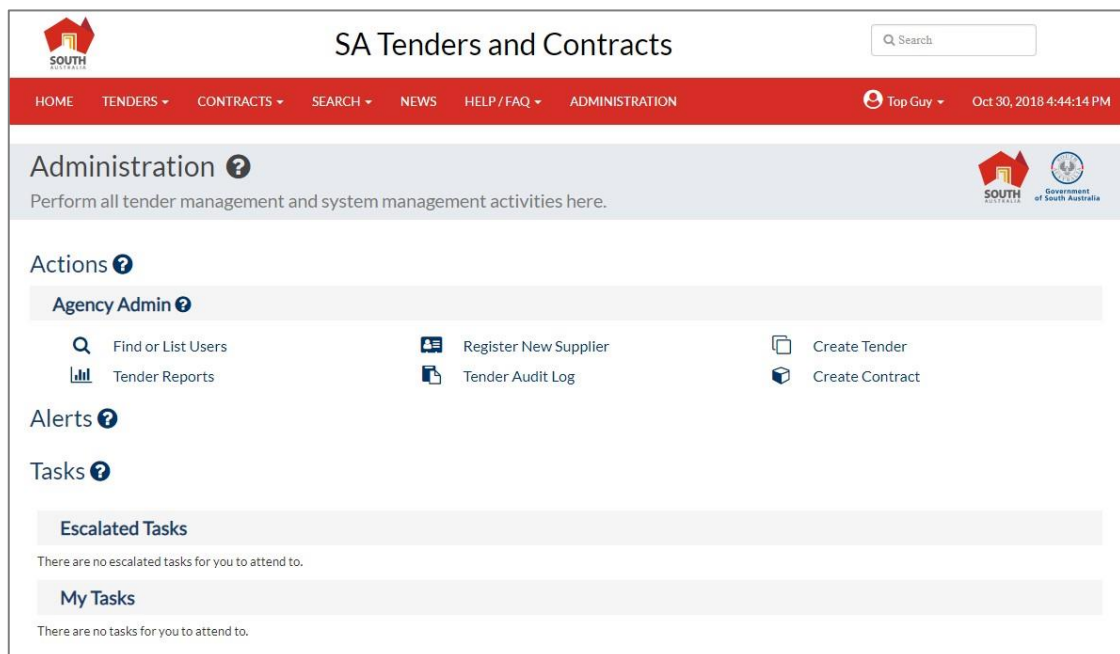 SOUTH
AUSTRALIA
SA Tenders and Contracts
Search
HOME TENDERS CONTRACTS SEARCH NEWS HELP / FAQ ADMINISTRATION Top Guy Oct 30, 2018 4:44:14 PM
Administration ?
Perform all tender management and system management activities here.
SOUTH
AUSTRALIA
Government
of South Australia
Actions ?
Agency Admin ?
Find or List Users Register New Supplier Create Tender
Tender Reports Tender Audit Log Create Contract
Alerts ?
Tasks ?
Escalated Tasks
There are no escalated tasks for you to attend to.
My Tasks
There are no tasks for you to attend to.